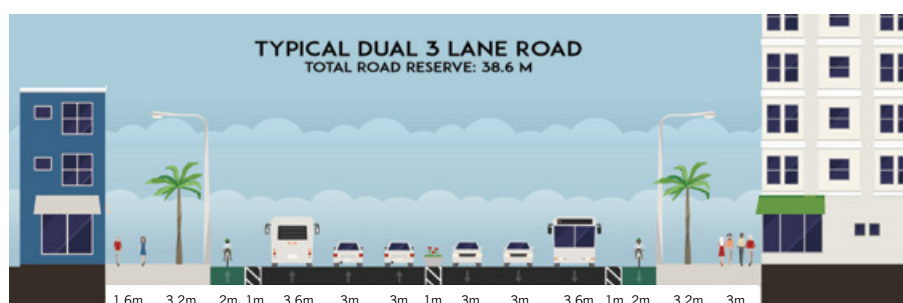 TYPICAL DUAL 3 LANE ROAD
TOTAL ROAD RESERVE: 38.6 M
1.6m 3.2m 2m 1m 3.6m 3m 3m 1m 3m 3m 3.6m 1m 2m 3.2m 3m